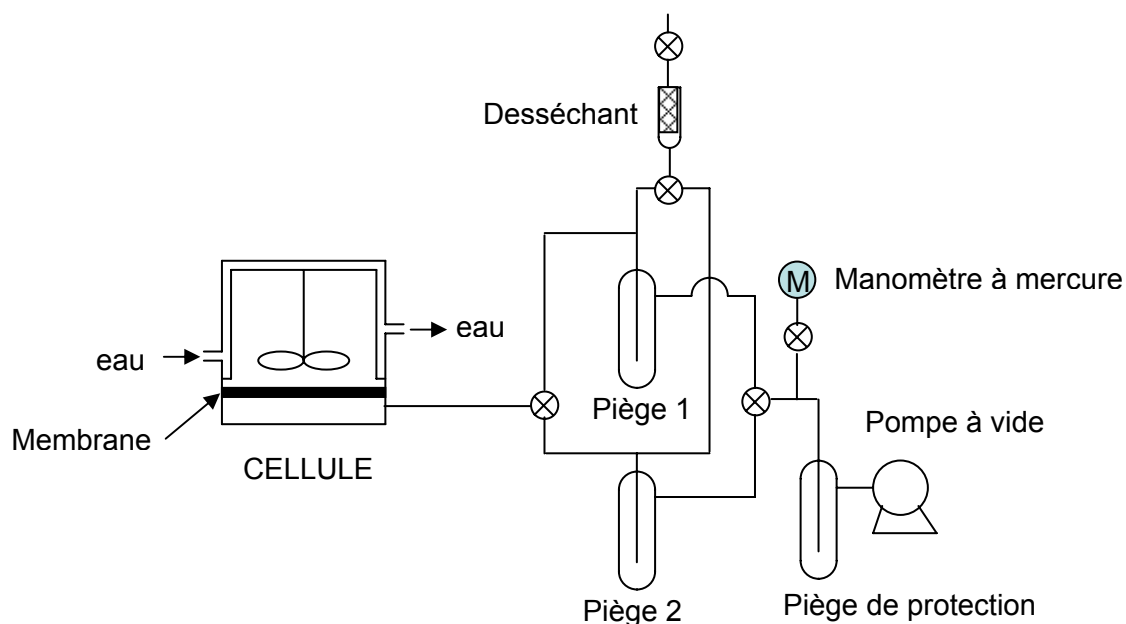 Desséchant
M
Manomètre à mercure
eau
eau
Piège 1
Membrane
CELLULE
Pompe à vide
Piège 2
Piège de protection